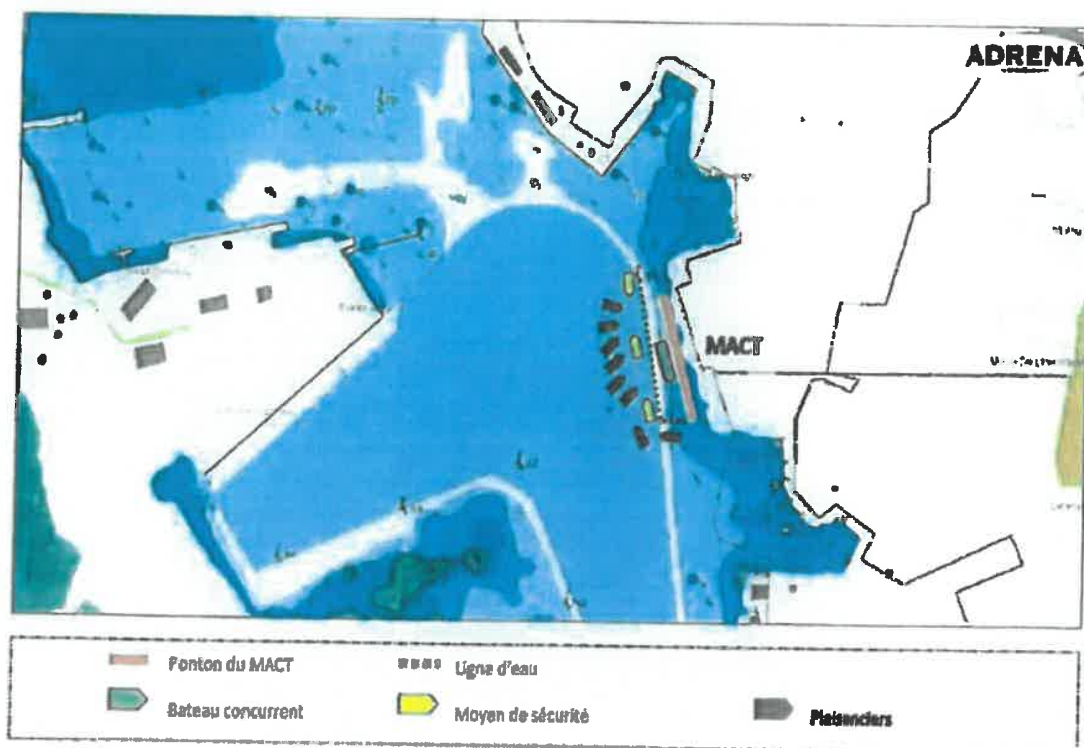 ADRENA
MACT
Ponton du MACT
Ligne d'eau
Bateau concurrent
Moyen de sécurité
Plaisanciers